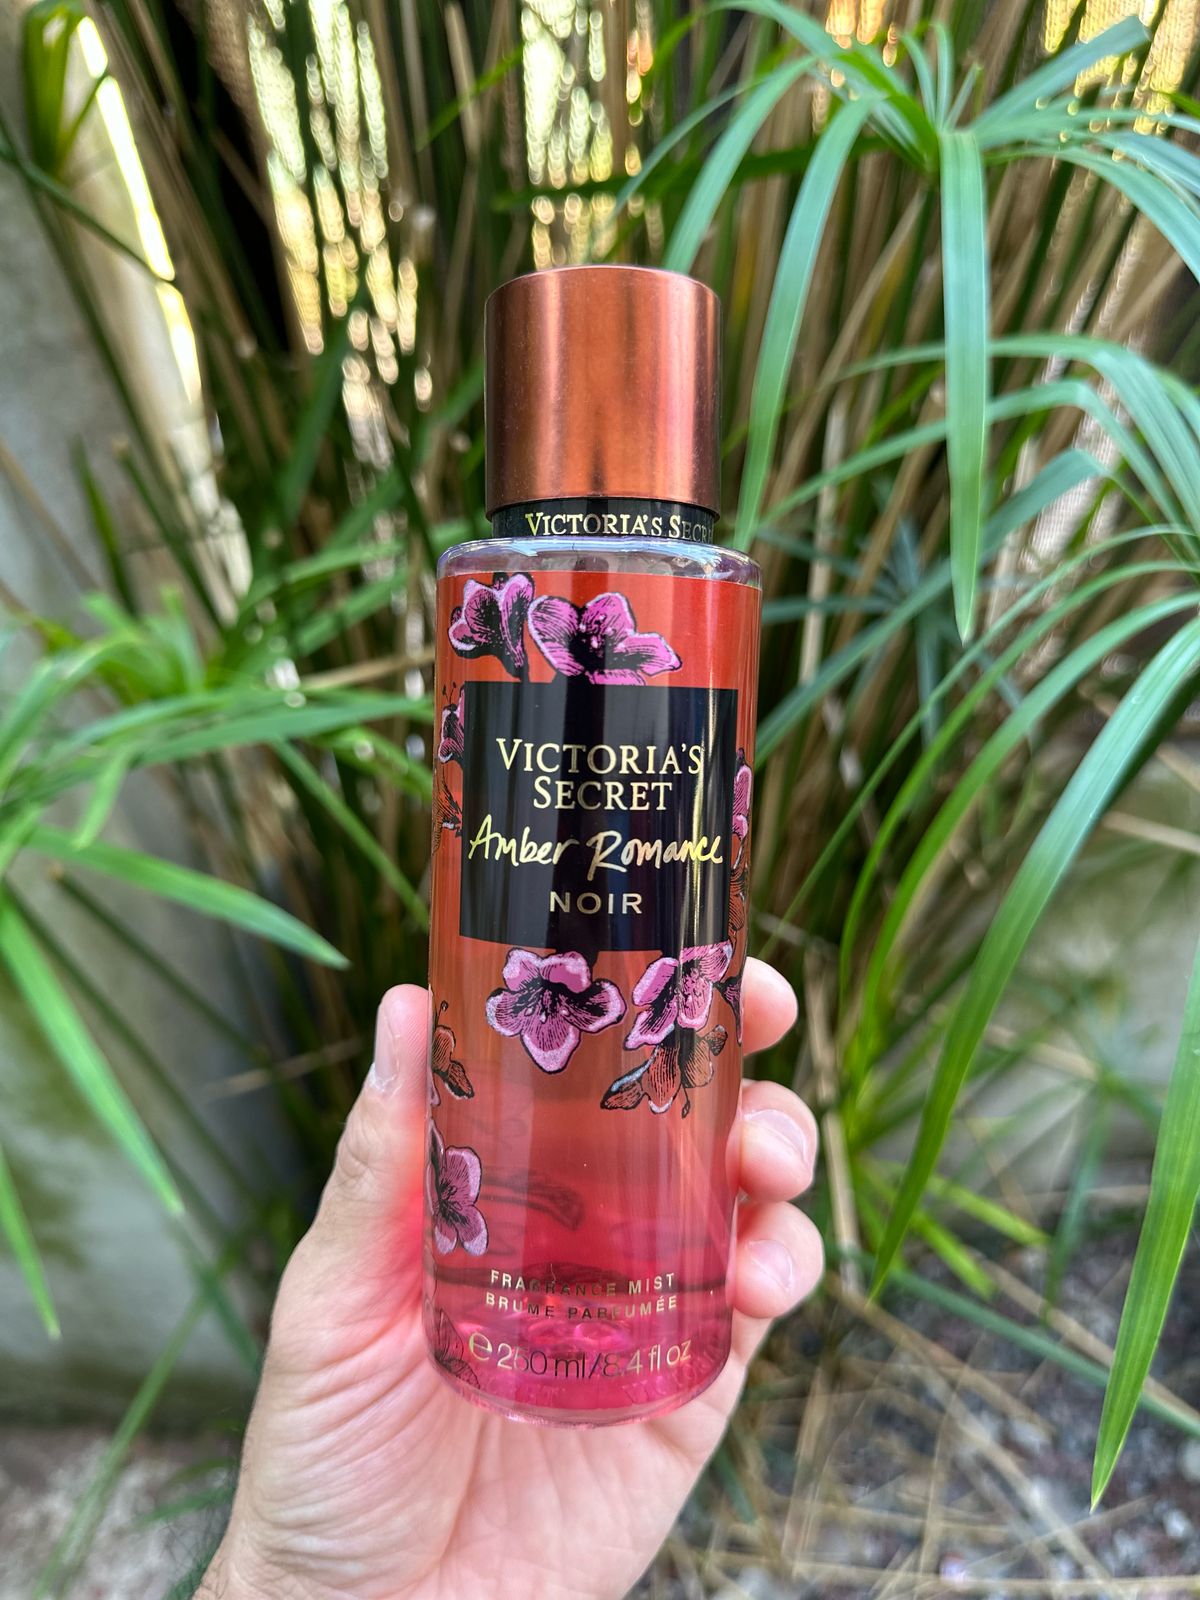 VICTORIA'S SECRET
VICTORIA'S
SECRET
Amber Romance
NOIR
FRAGRANCE MIST
BRUME PARFUMÉE
℮ 250 ml/8.4 fl oz